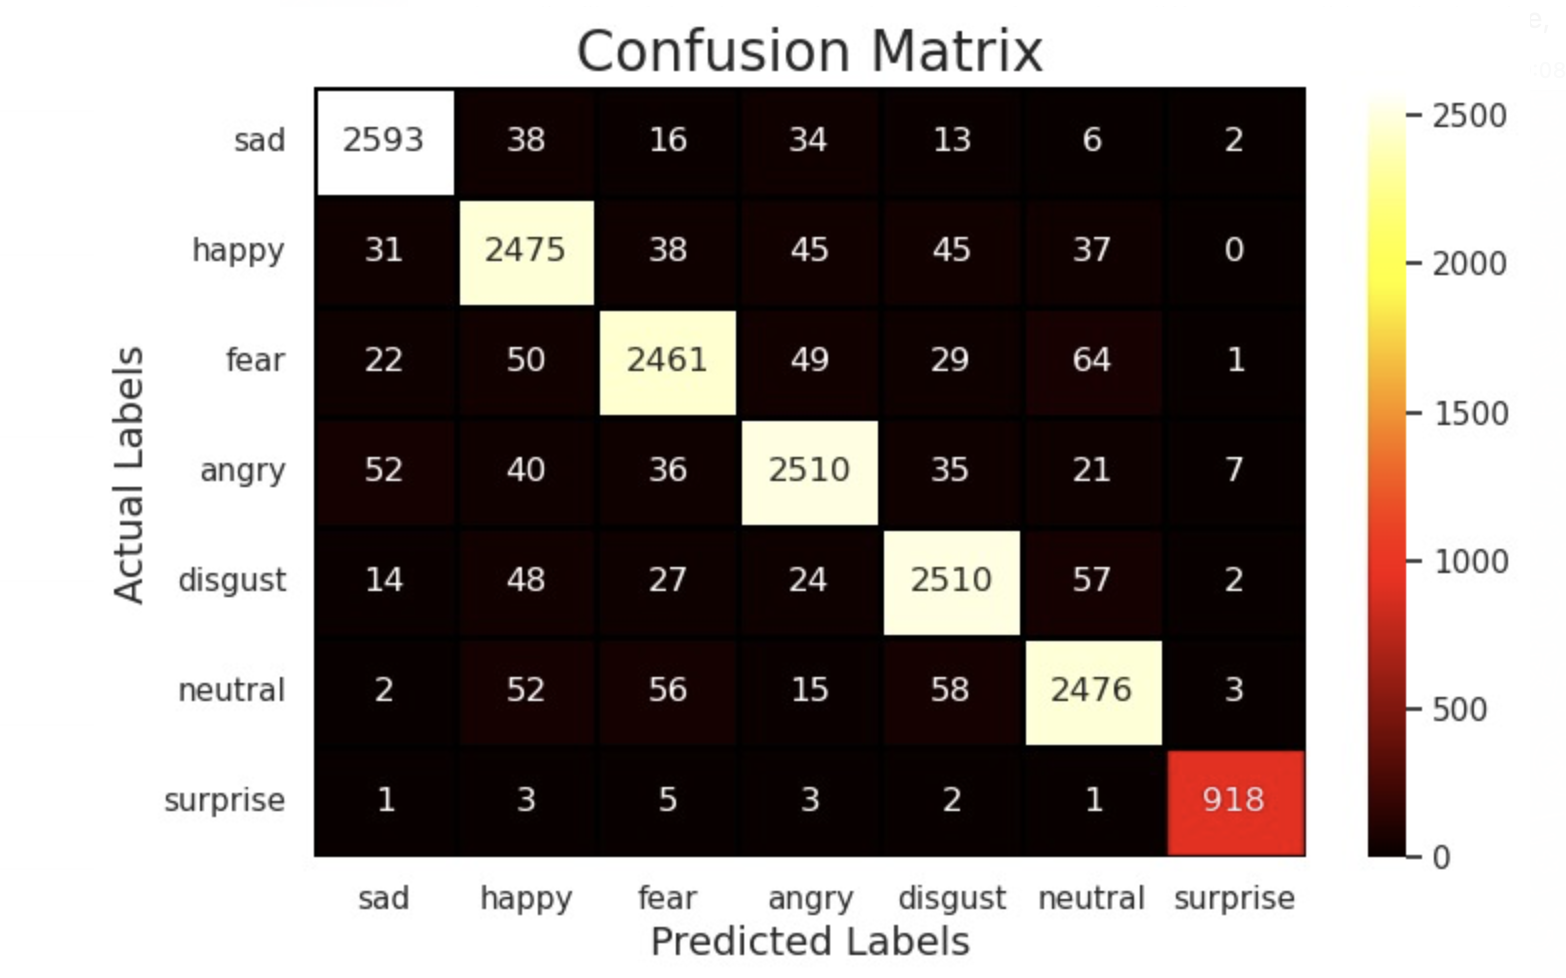 Confusion Matrix
sad 2593 38 16 34 13 6 2
happy 31 2475 38 45 45 37 0
fear 22 50 2461 49 29 64 1
angry 52 40 36 2510 35 21 7
disgust 14 48 27 24 2510 57 2
neutral 2 52 56 15 58 2476 3
surprise 1 3 5 3 2 1 918
sad happy fear angry disgust neutral surprise
Predicted Labels
Actual Labels
2500
2000
1500
1000
500
0